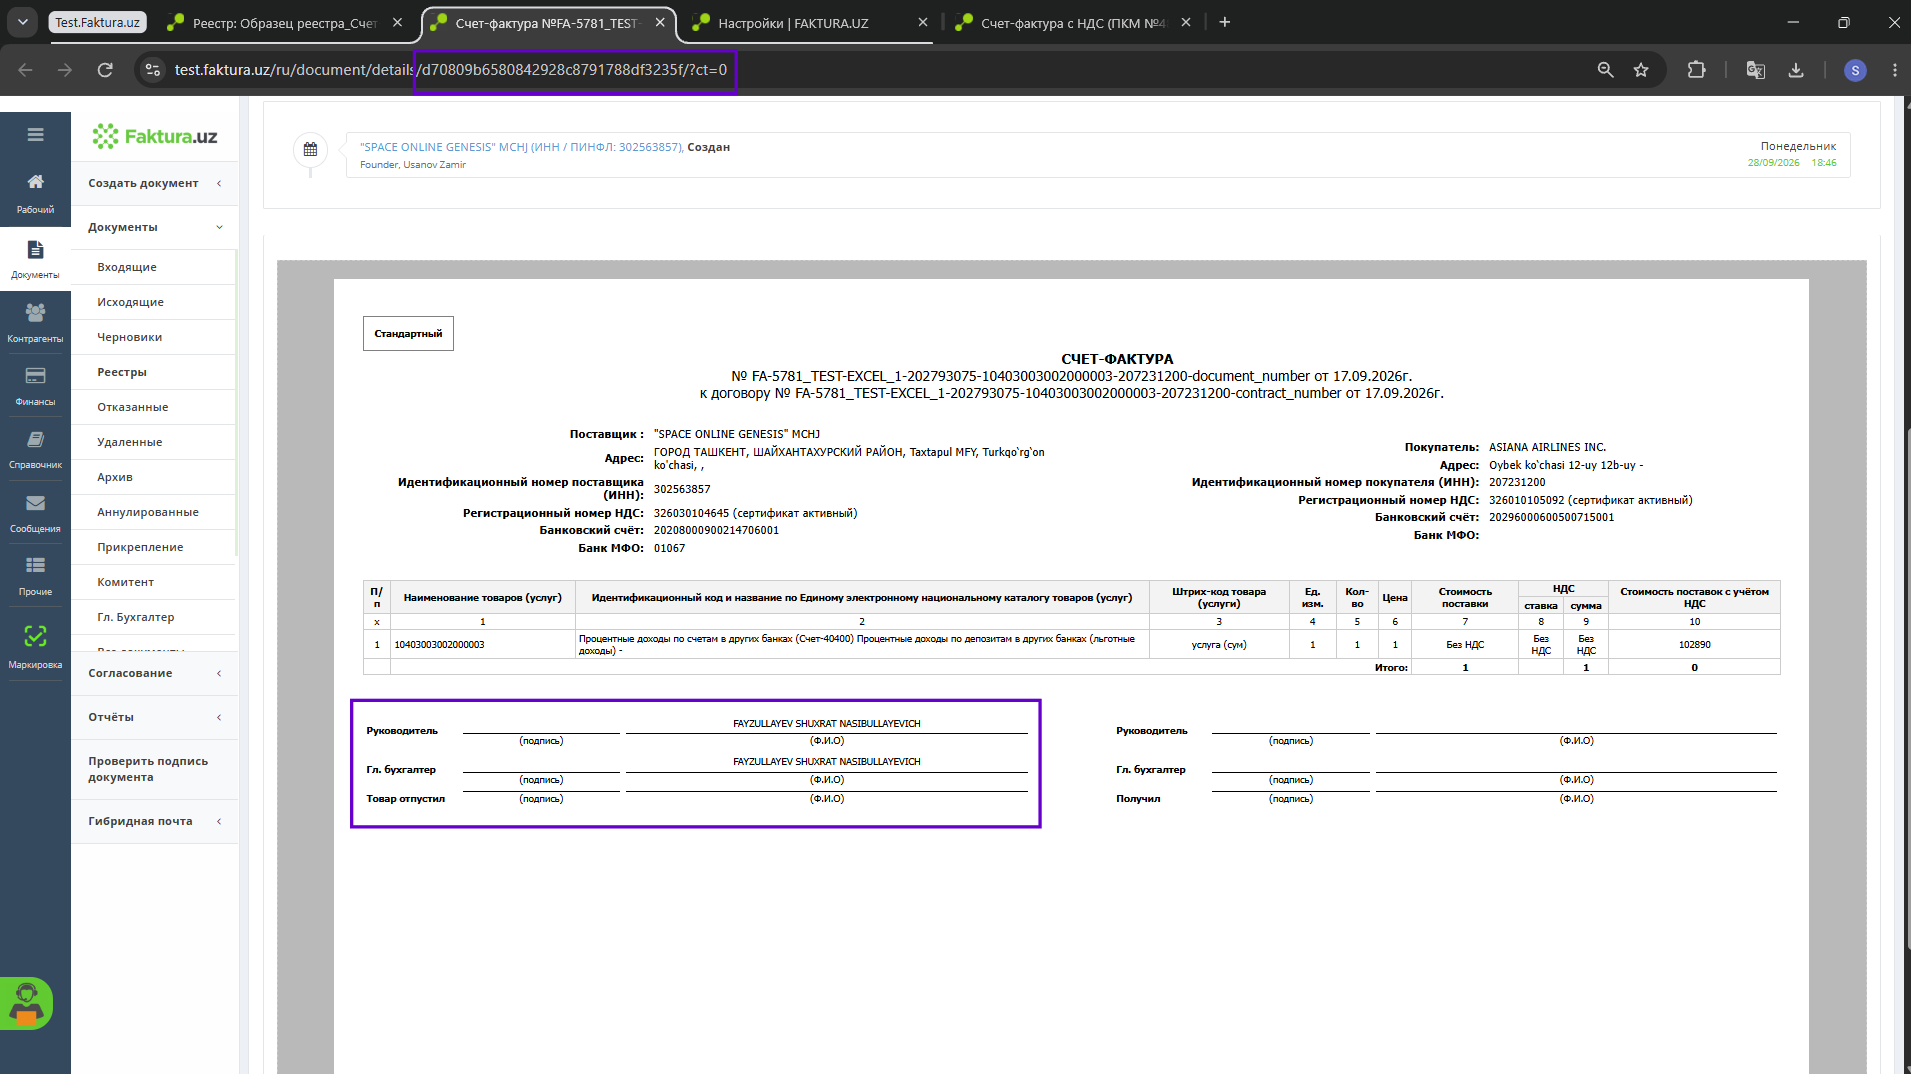 Test.Faktura.uz
Реестр: Образец реестра_Счет
Счет-фактура №FA-5781_TEST-
Настройки | FAKTURA.UZ
Счет-фактура с НДС (ПКМ №4
test.faktura.uz/ru/document/details/d70809b6580842928c8791788df3235f/?ct=0
S
Рабочий
Документы
Контрагенты
Финансы
Справочник
Сообщения
Прочие
Маркировка
Faktura.uz
Создать документ
Документы
Входящие
Исходящие
Черновики
Реестры
Отказанные
Удаленные
Архив
Аннулированные
Прикрепление
Комитент
Гл. Бухгалтер
Все документы
Согласование
Отчёты
Проверить подпись
документа
Гибридная почта
"SPACE ONLINE GENESIS" MCHJ (ИНН / ПИНФЛ: 302563857), Создан
Founder, Usanov Zamir
Понедельник
28/09/2026 18:46
Стандартный
СЧЕТ-ФАКТУРА
№ FA-5781_TEST-EXCEL_1-202793075-10403003002000003-207231200-document_number от 17.09.2026г.
к договору № FA-5781_TEST-EXCEL_1-202793075-10403003002000003-207231200-contract_number от 17.09.2026г.
Поставщик : "SPACE ONLINE GENESIS" MCHJ
Адрес: ГОРОД ТАШКЕНТ, ШАЙХАНТАХУРСКИЙ РАЙОН, Taxtapul MFY, Turkqo`rg`on
ko'chasi, ,
Идентификационный номер поставщика
(ИНН): 302563857
Регистрационный номер НДС: 326030104645 (сертификат активный)
Банковский счёт: 20208000900214706001
Банк МФО: 01067
Покупатель: ASIANA AIRLINES INC.
Адрес: Oybek ko`chasi 12-uy 12b-uy -
Идентификационный номер покупателя (ИНН): 207231200
Регистрационный номер НДС: 326010105092 (сертификат активный)
Банковский счёт: 20296000600500715001
Банк МФО:
П/п Наименование товаров (услуг) Идентификационный код и название по Единому электронному национальному каталогу товаров (услуг) Штрих-код товара (услуги) Ед. изм. Кол-во Цена Стоимость поставки НДС ставка сумма Стоимость поставок с учётом НДС
x 1 2 3 4 5 6 7 8 9 10
1 10403003002000003 Процентные доходы по счетам в других банках (Счет-40400) Процентные доходы по депозитам в других банках (льготные доходы) - услуга (сум) 1 1 1 Без НДС Без НДС Без НДС 102890
Итого: 1 1 0
FAYZULLAYEV SHUXRAT NASIBULLAYEVICH
Руководитель
(подпись) (Ф.И.О)
FAYZULLAYEV SHUXRAT NASIBULLAYEVICH
Гл. бухгалтер
(подпись) (Ф.И.О)
Товар отпустил (подпись) (Ф.И.О)
Руководитель
(подпись) (Ф.И.О)
Гл. бухгалтер
(подпись) (Ф.И.О)
Получил (подпись) (Ф.И.О)